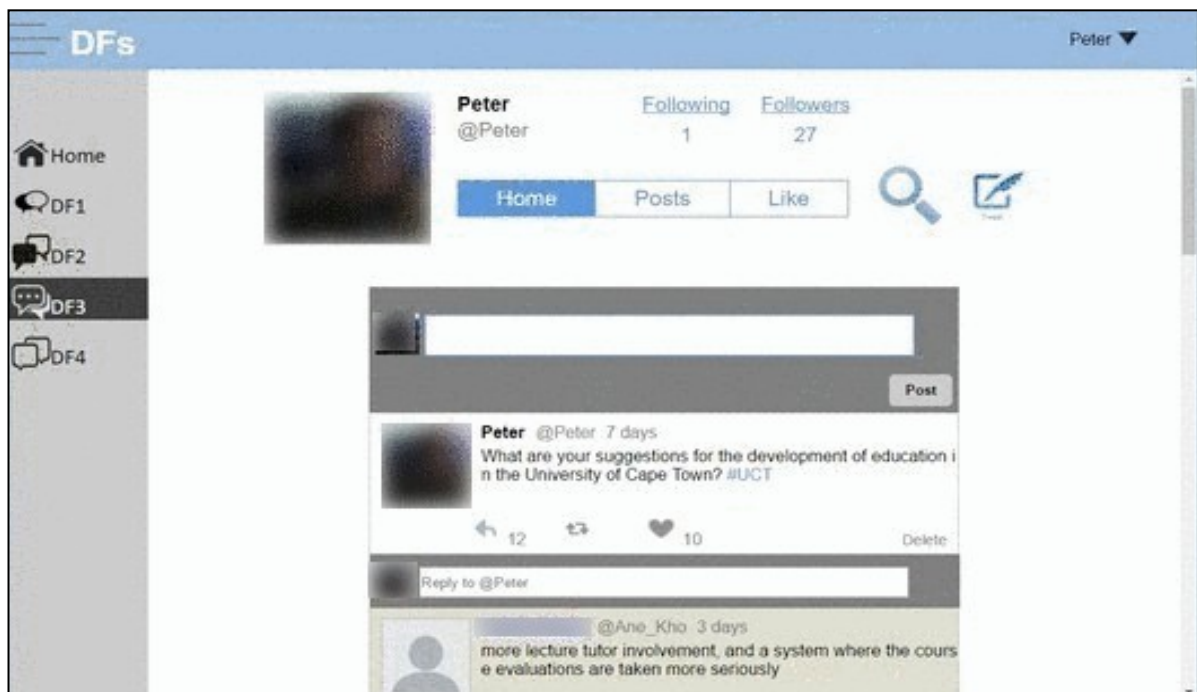 DFs
Peter
Home
DF1
DF2
DF3
DF4
Peter
@Peter
Following
1
Followers
27
Home
Posts
Like
Post
Peter @Peter 7 days
What are your suggestions for the development of education i
n the University of Cape Town? #UCT
12
10
Delete
Reply to @Peter
@Ane_Kho 3 days
more lecture tutor involvement, and a system where the cours
e evaluations are taken more seriously